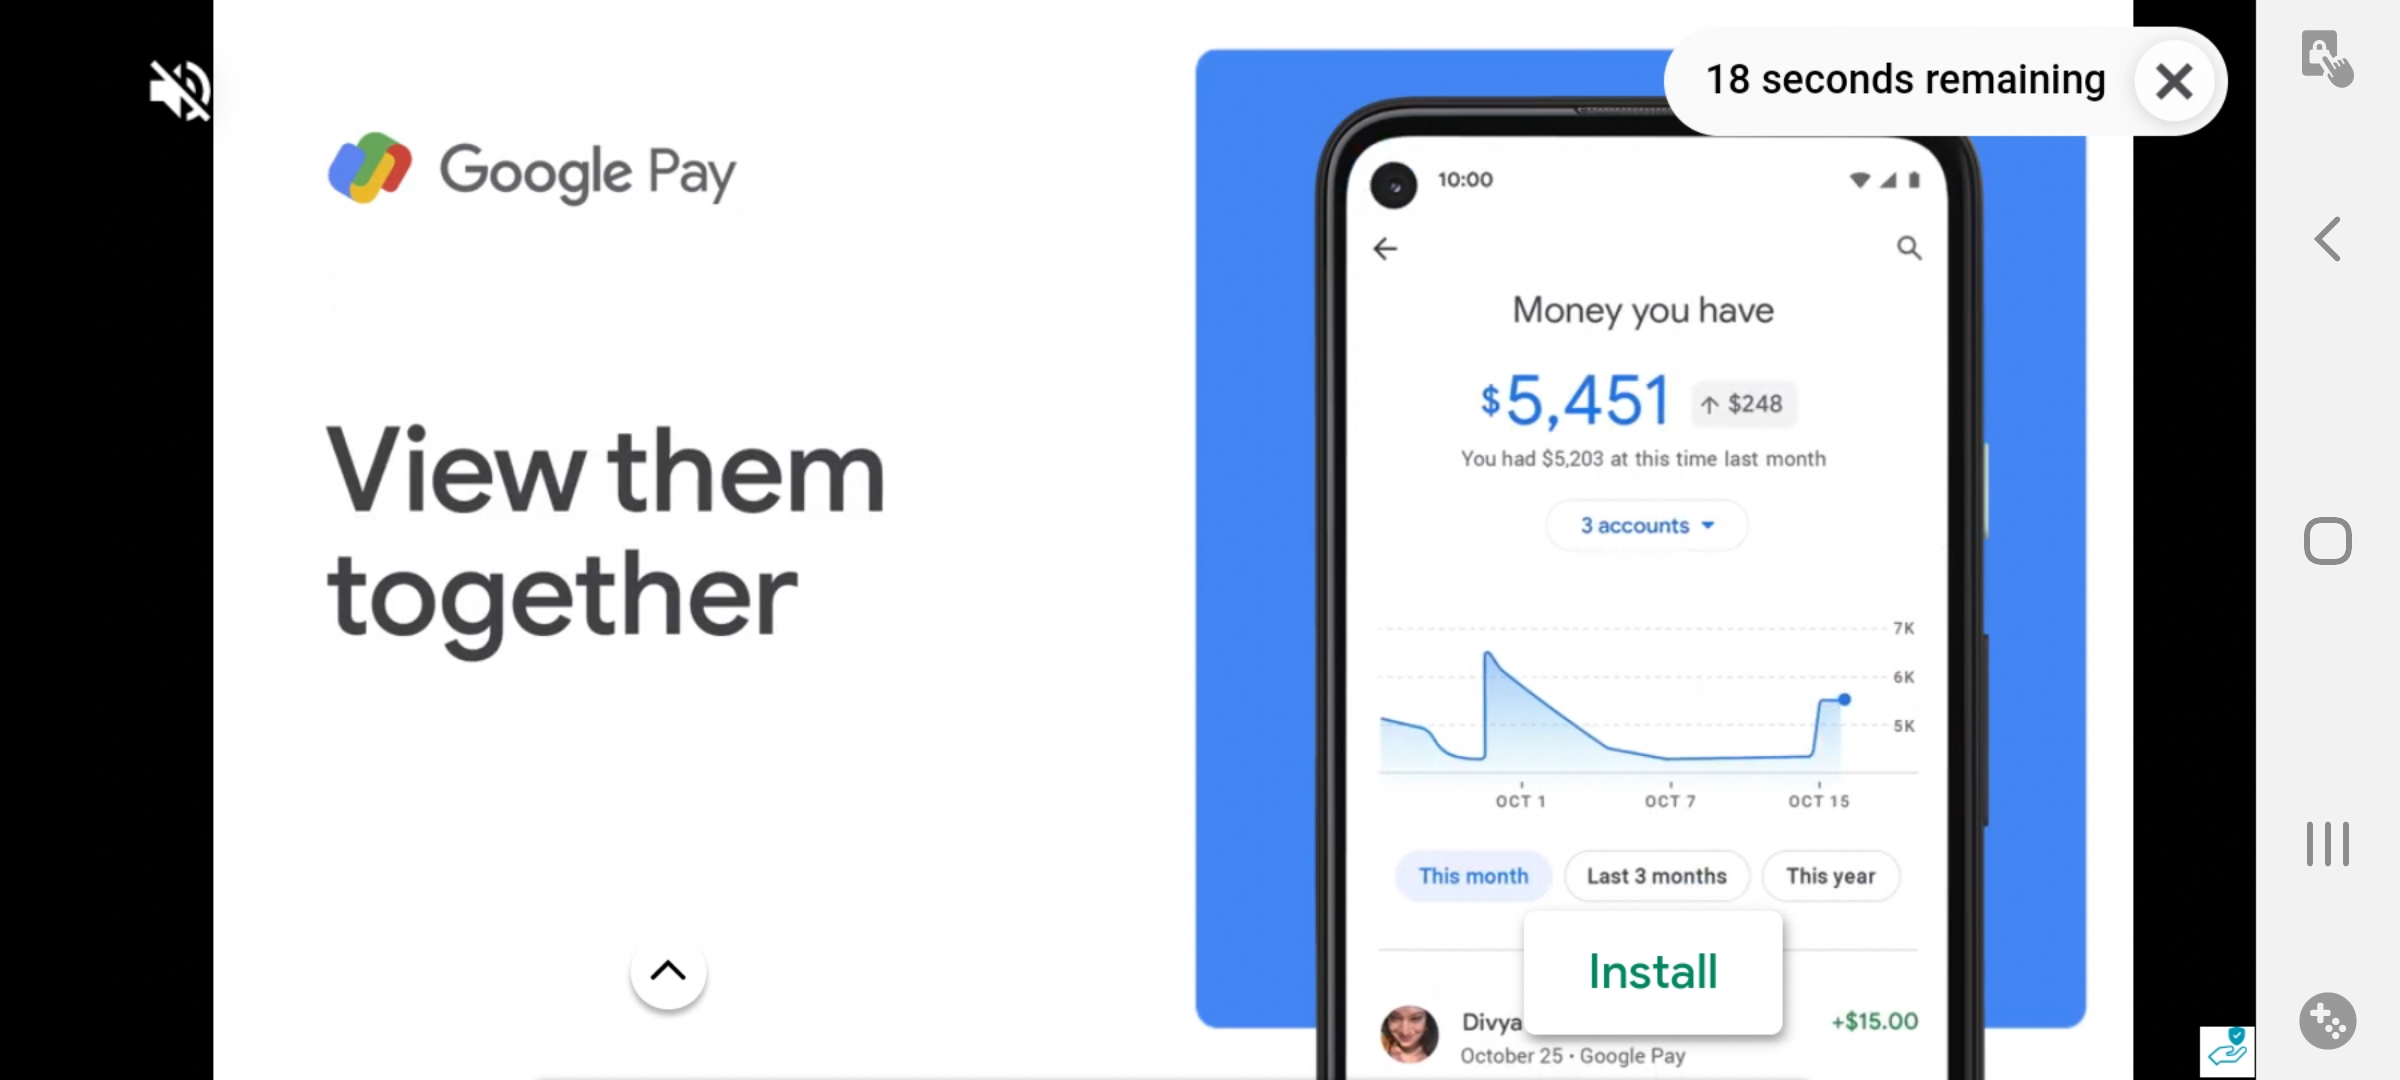 18 seconds remaining
Google Pay
View them
together
10:00
Money you have
$5,451
↑ $248
You had $5,203 at this time last month
3 accounts
7K
6K
5K
OCT 1 OCT 7 OCT 15
This month Last 3 months This year
Install
Divya +$15.00
October 25 • Google Pay